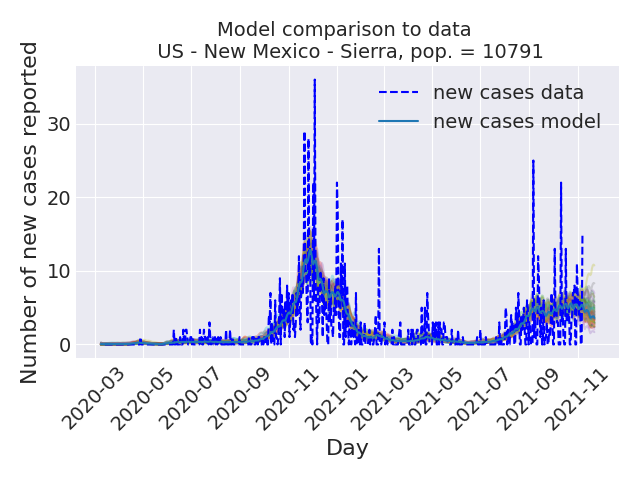 Model comparison to data
US - New Mexico - Sierra, pop. = 10791
new cases data
new cases model
Number of new cases reported
30
20
10
0
2020-03
2020-05
2020-07
2020-09
2020-11
2021-01
2021-03
2021-05
2021-07
2021-09
2021-11
Day